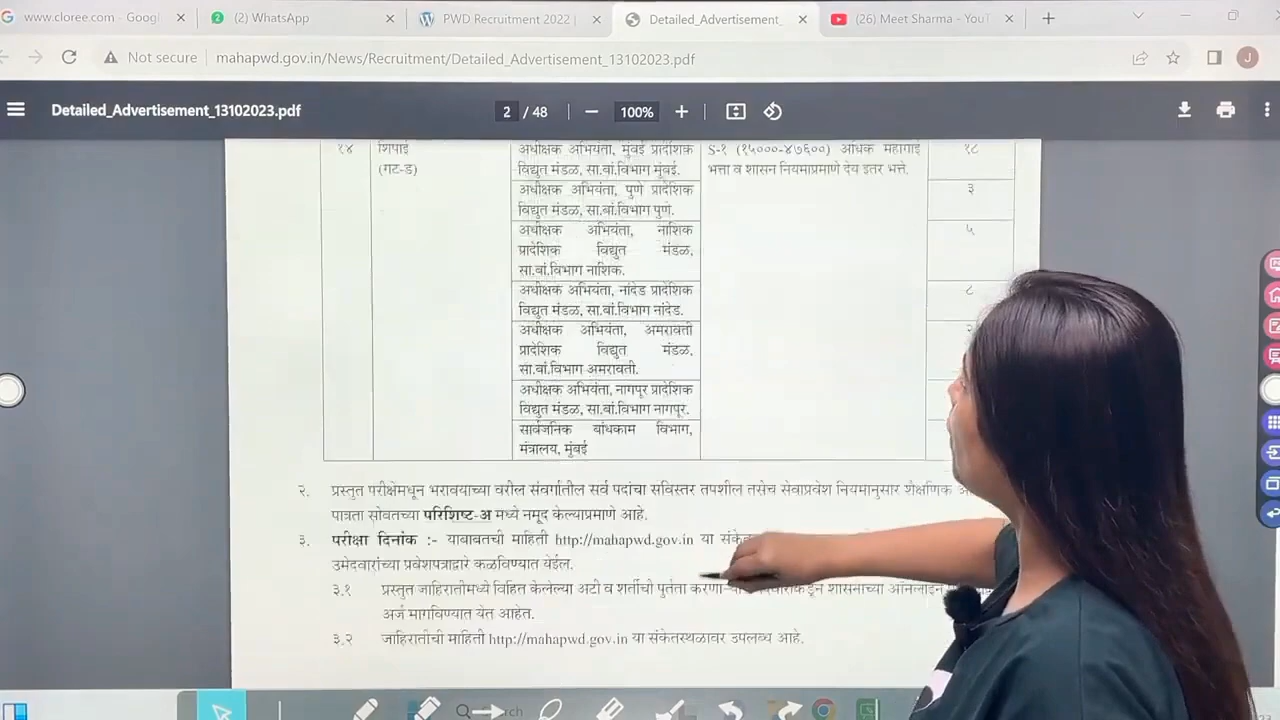 www.cloree.com - Googl
(2) WhatsApp
PWD Recruitment 2022 |
Detailed_Advertisement_
(26) Meet Sharma - YouT
Not secure
mahapwd.gov.in/News/Recruitment/Detailed_Advertisement_13102023.pdf
J
Detailed_Advertisement_13102023.pdf
2 / 48
100%
१४ शिपाई (गट-ड)
अधीक्षक अभियंता, मुंबई प्रादेशिक
विद्युत मंडळ, सा.बां.विभाग मुंबई.
S-१ (१५०००-४७६००) अधिक महागाई
भत्ता व शासन नियमाप्रमाणे देय इतर भत्ते.
१८
अधीक्षक अभियंता, पुणे प्रादेशिक
विद्युत मंडळ, सा.बां.विभाग पुणे.
३
अधीक्षक अभियंता, नाशिक
प्रादेशिक विद्युत मंडळ,
सा.बां.विभाग नाशिक.
५
अधीक्षक अभियंता, नांदेड प्रादेशिक
विद्युत मंडळ, सा.बां.विभाग नांदेड.
८
अधीक्षक अभियंता, अमरावती
प्रादेशिक विद्युत मंडळ,
सा.बां.विभाग अमरावती.
अधीक्षक अभियंता, नागपूर प्रादेशिक
विद्युत मंडळ, सा.बां.विभाग नागपूर.
सार्वजनिक बांधकाम विभाग,
मंत्रालय, मुंबई
२. प्रस्तुत परीक्षेमधून भरावयाच्या वरील संवर्गातील सर्व पदांचा सविस्तर तपशील तसेच सेवाप्रवेश नियमानुसार शैक्षणिक
पात्रता सोबतच्या परिशिष्ट-अ मध्ये नमूद केल्याप्रमाणे आहे.
३. परीक्षा दिनांक :- याबाबतची माहिती http://mahapwd.gov.in या
उमेदवारांच्या प्रवेशपत्राद्वारे कळविण्यात येईल.
३.१ प्रस्तुत जाहिरातीमध्ये विहित केलेल्या अटी व शर्तीची पुर्तता शासनाच्या ऑनलाईन
अर्ज मागविण्यात येत आहेत.
३.२ जाहिरातीची माहिती http://mahapwd.gov.in या संकेतस्थळावर उपलब्ध आहे.